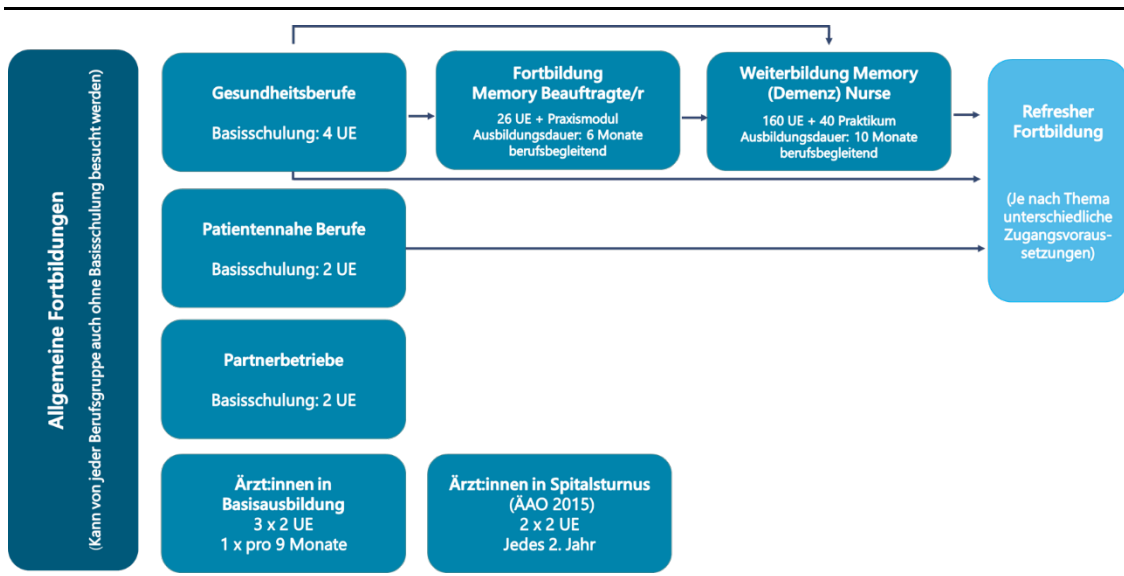 Allgemeine Fortbildungen
(Kann von jeder Berufsgruppe auch ohne Basisschulung besucht werden)
Gesundheitsberufe
Basisschulung: 4 UE
Fortbildung
Memory Beauftragte/r
26 UE + Praxismodul
Ausbildungsdauer: 6 Monate
berufsbegleitend
Weiterbildung Memory
(Demenz) Nurse
160 UE + 40 Praktikum
Ausbildungsdauer: 10 Monate
berufsbegleitend
Refresher
Fortbildung
(Je nach Thema
unterschiedliche
Zugangsvoraus-
setzungen)
Patientennahe Berufe
Basisschulung: 2 UE
Partnerbetriebe
Basisschulung: 2 UE
Ärzt:innen in
Basisausbildung
3 x 2 UE
1 x pro 9 Monate
Ärzt:innen in Spitalsturnus
(ÄAO 2015)
2 x 2 UE
Jedes 2. Jahr